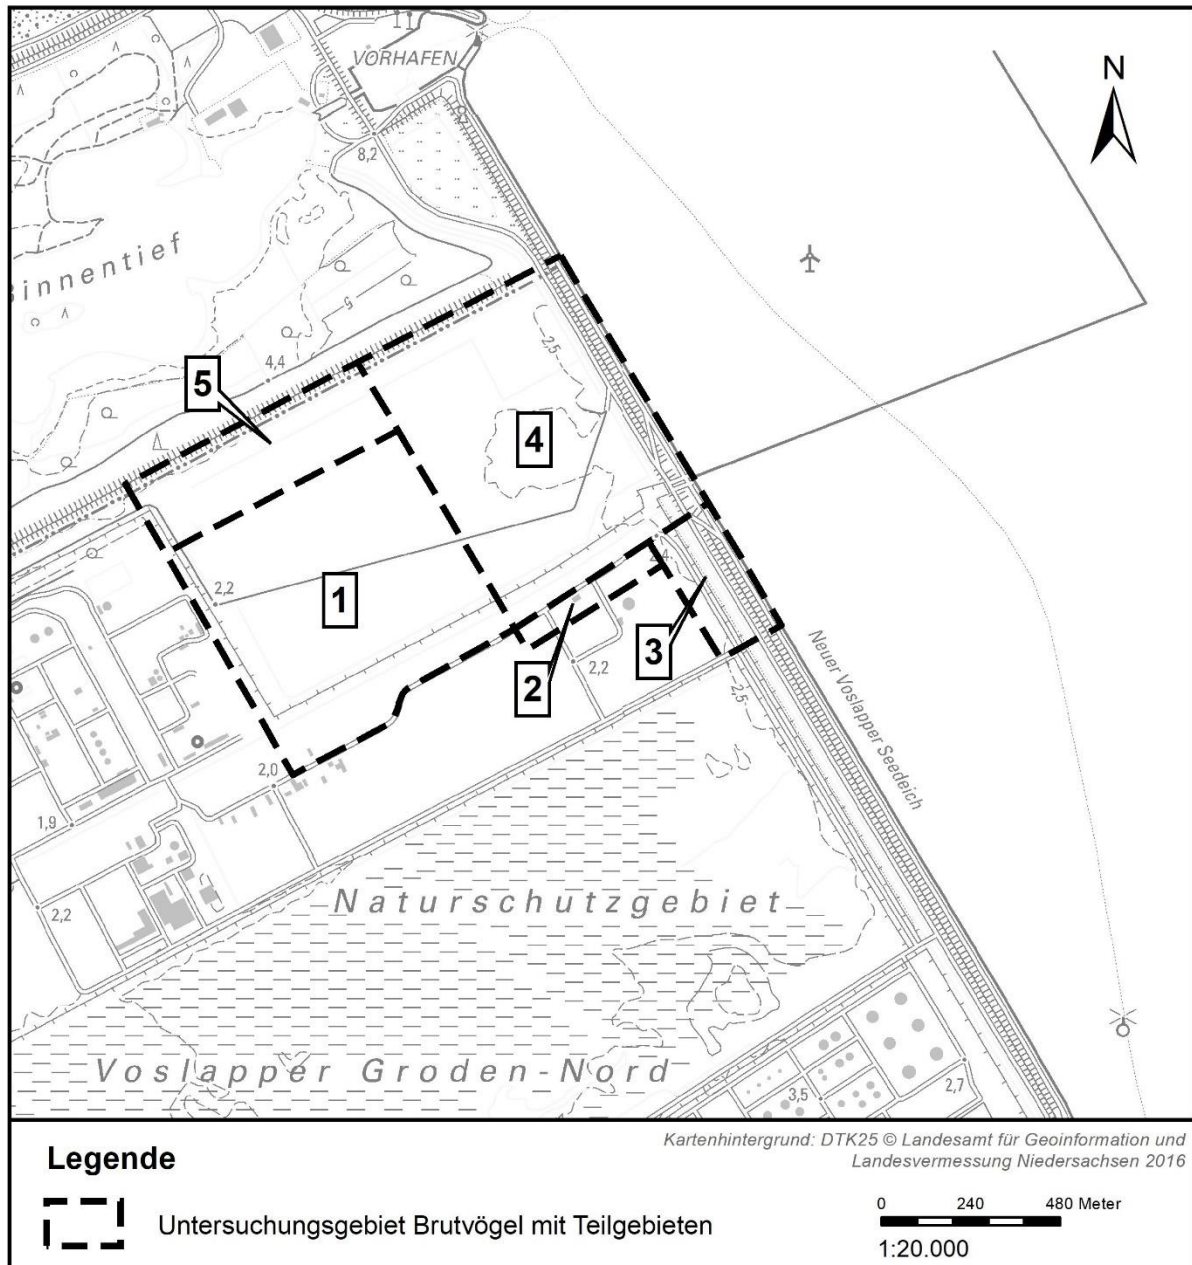 VORHAFEN
N
8,2
Binnentief
2,5
4,4
5
4
2,2
1
2,4
2
3
2,2
2,5
Neuer Voslapper Seedeich
2,0
1,9
2,2
Naturschutzgebiet
Voslapper Groden-Nord
3,5
2,7
Kartenhintergrund: DTK25 © Landesamt für Geoinformation und
Landesvermessung Niedersachsen 2016
Legende
Untersuchungsgebiet Brutvögel mit Teilgebieten
0 240 480 Meter
1:20.000